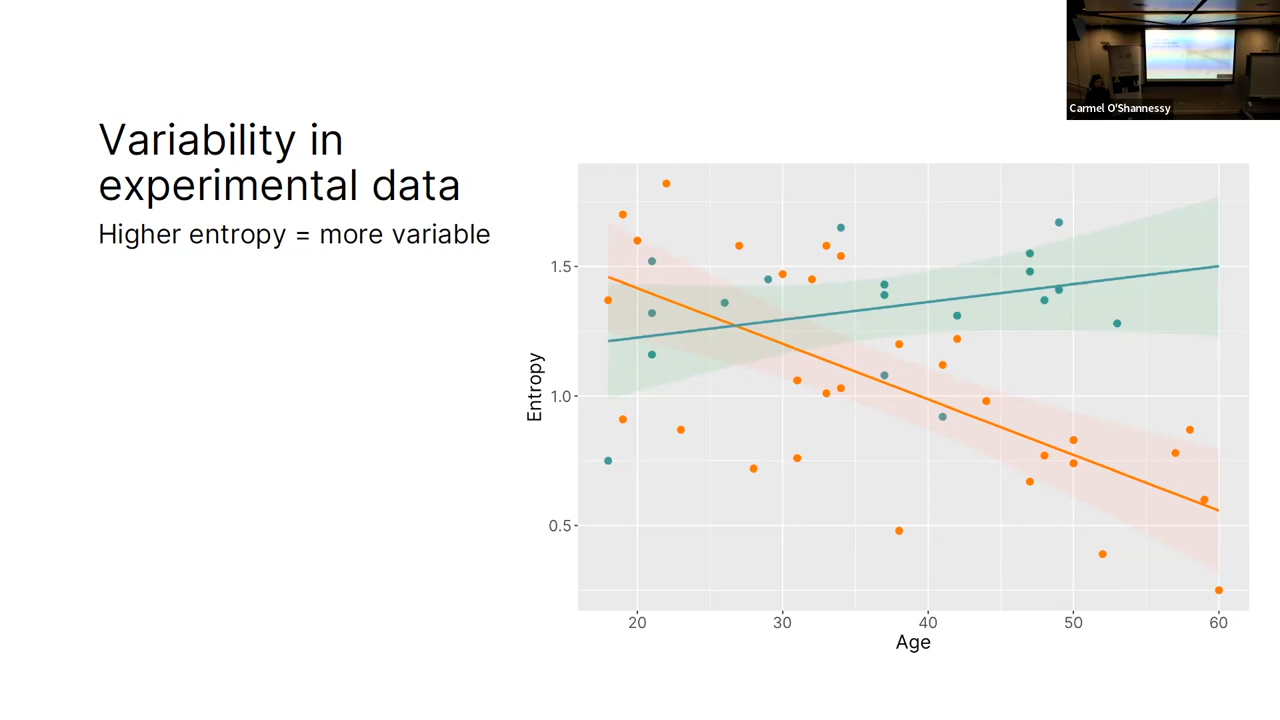 Carmel O'Shannessy
Variability in
experimental data
Higher entropy = more variable
1.5
1.0
0.5
Entropy
20 30 40 50 60
Age